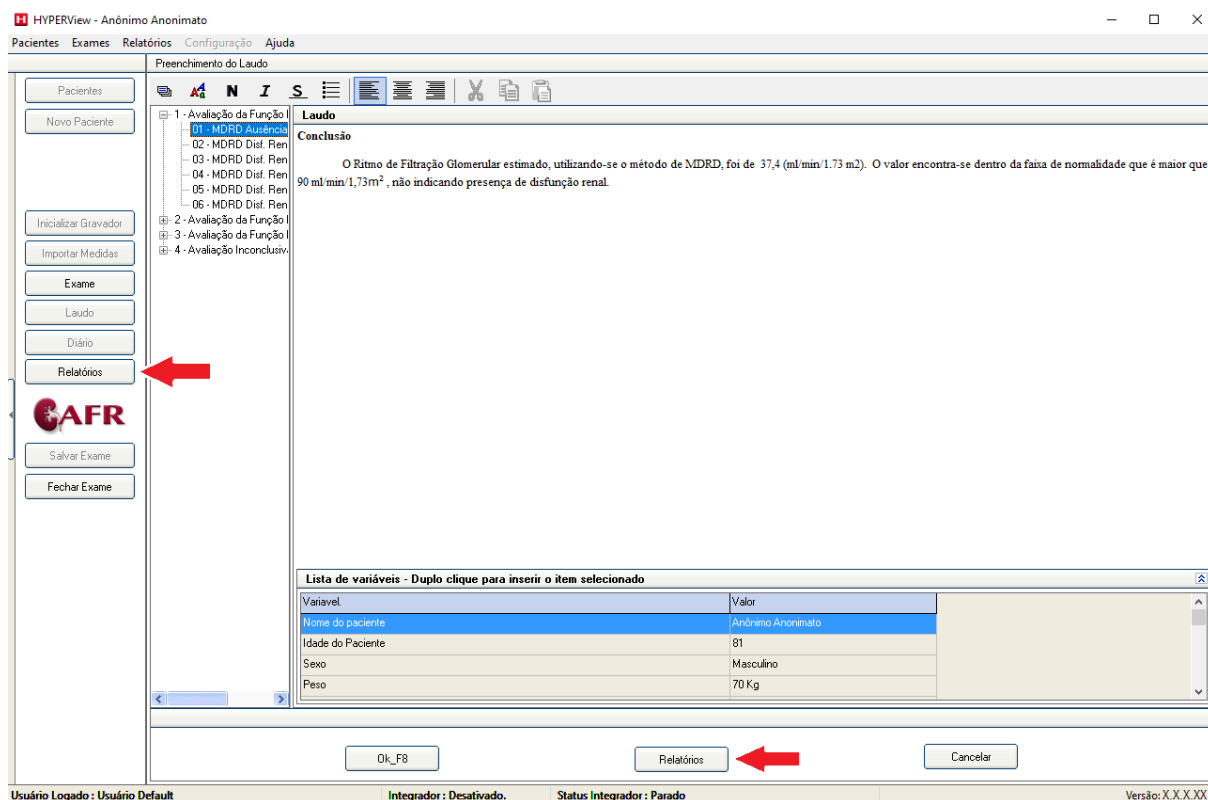 HYPERView - Anônimo Anonimato
Pacientes Exames Relatórios Configuração Ajuda
Preenchimento do Laudo
Pacientes
Novo Paciente
Inicializar Gravador
Importar Medidas
Exame
Laudo
Diário
Relatórios
AFR
Salvar Exame
Fechar Exame
N I S
1 - Avaliação da Função
01 - MDRD Ausência
02 - MDRD Disf. Ren
03 - MDRD Disf. Ren
04 - MDRD Disf. Ren
05 - MDRD Disf. Ren
06 - MDRD Disf. Ren
2 - Avaliação da Função
3 - Avaliação da Função
4 - Avaliação Inconclusiv
Laudo
Conclusão
O Ritmo de Filtração Glomerular estimado, utilizando-se o método de MDRD, foi de 37,4 (ml/min/1.73 m2). O valor encontra-se dentro da faixa de normalidade que é maior que
90 ml/min/1,73m² , não indicando presença de disfunção renal.
Lista de variáveis - Duplo clique para inserir o item selecionado
Variavel. Valor
Nome do paciente Anônimo Anonimato
Idade do Paciente 81
Sexo Masculino
Peso 70 Kg
Ok_F8 Relatórios Cancelar
Usuário Logado : Usuário Default Integrador : Desativado. Status Integrador : Parado Versão: X.X.X.XX